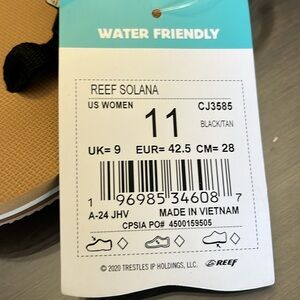 WATER FRIENDLY
REEF SOLANA
US WOMEN 11 CJ3585
BLACK/TAN
UK= 9 EUR= 42.5 CM= 28
1 96985 34608 7
A-24 JHV MADE IN VIETNAM
CPSIA PO# 4500159505
© 2020 TRESTLES IP HOLDINGS, LLC. REEF